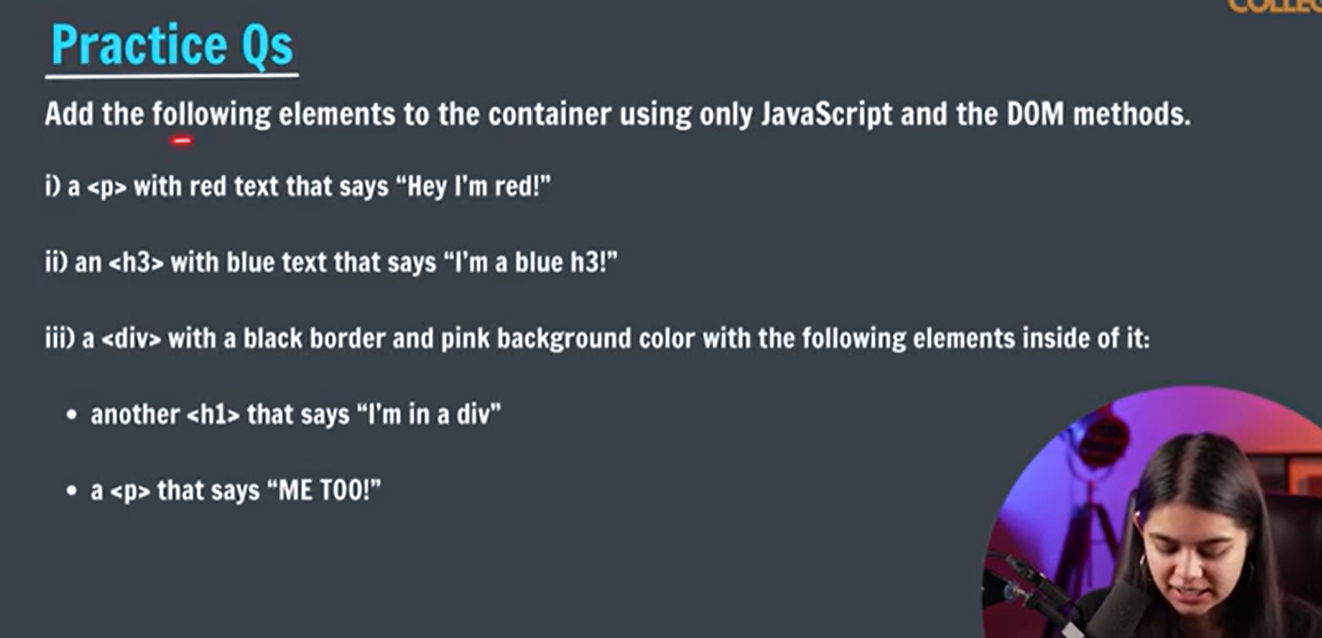 Practice Qs
Add the following elements to the container using only JavaScript and the DOM methods.
i) a <p> with red text that says “Hey I’m red!”
ii) an <h3> with blue text that says “I’m a blue h3!”
iii) a <div> with a black border and pink background color with the following elements inside of it:
• another <h1> that says “I’m in a div”
• a <p> that says “ME TOO!”